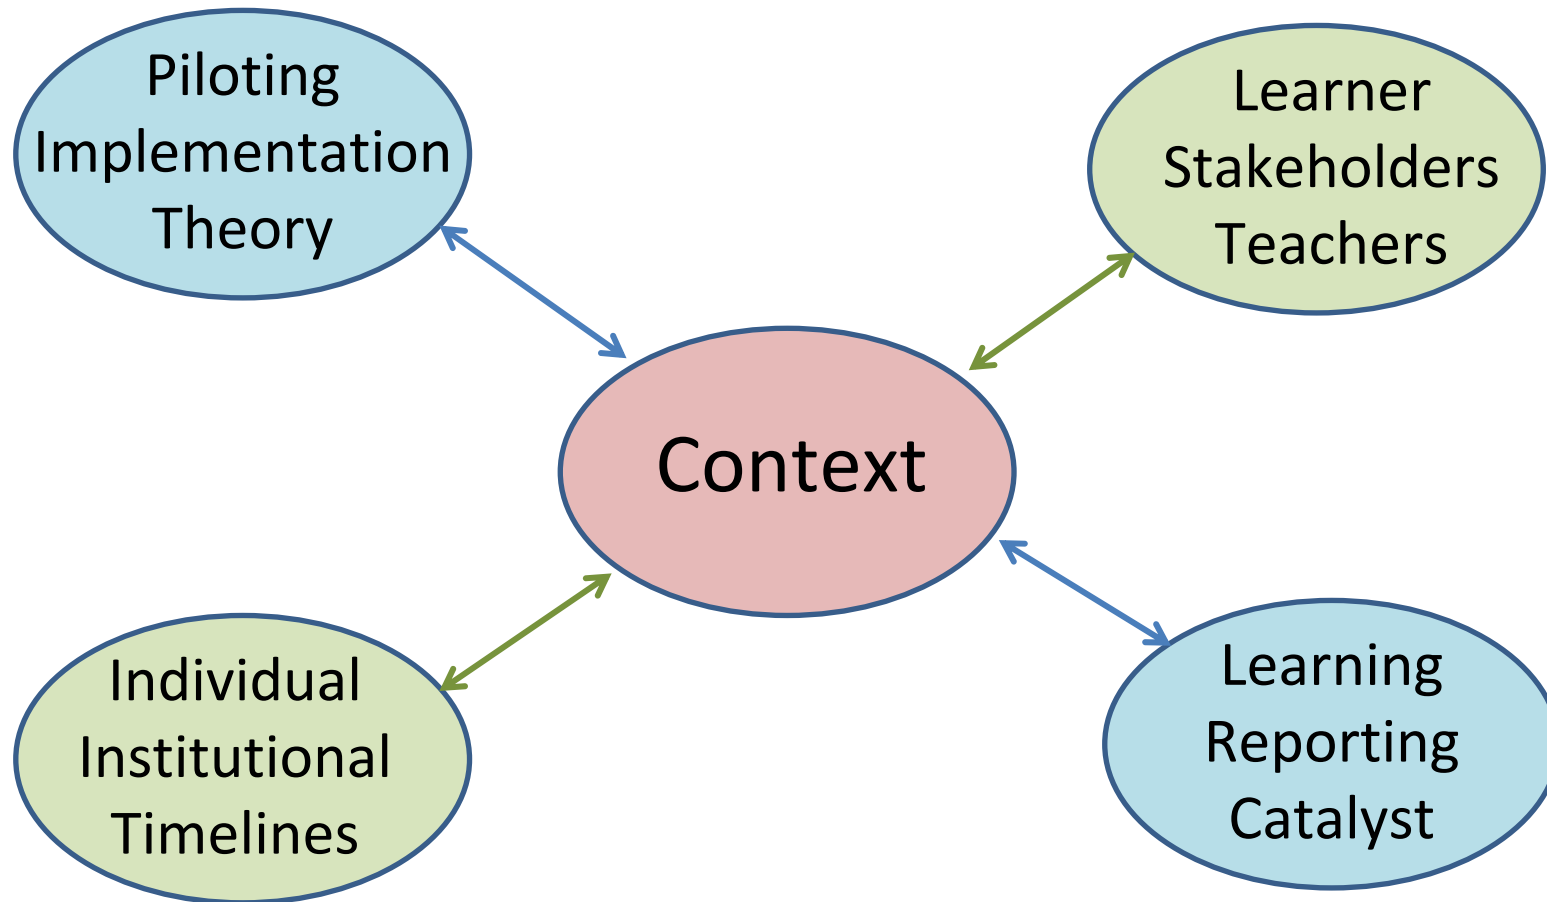 Piloting
Implementation
Theory
Learner
Stakeholders
Teachers
Context
Individual
Institutional
Timelines
Learning
Reporting
Catalyst